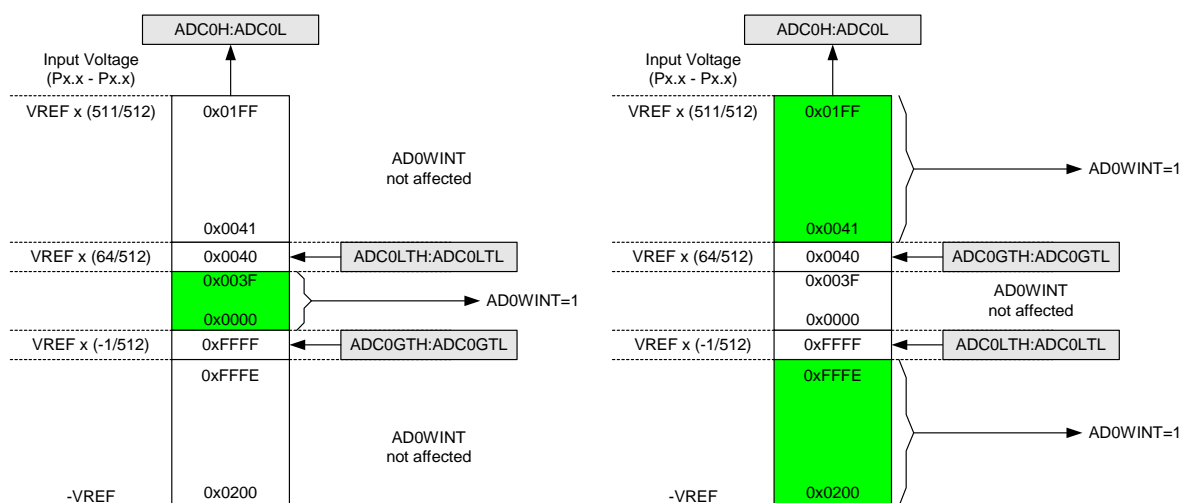 ADC0H:ADC0L
Input Voltage
(Px.x - Px.x)
VREF x (511/512)
0x01FF
AD0WINT
not affected
0x0041
VREF x (64/512)
0x0040
ADC0LTH:ADC0LTL
0x003F
AD0WINT=1
0x0000
VREF x (-1/512)
0xFFFF
ADC0GTH:ADC0GTL
0xFFFE
AD0WINT
not affected
-VREF
0x0200
ADC0H:ADC0L
Input Voltage
(Px.x - Px.x)
VREF x (511/512)
0x01FF
AD0WINT=1
0x0041
VREF x (64/512)
0x0040
ADC0GTH:ADC0GTL
0x003F
AD0WINT
not affected
0x0000
VREF x (-1/512)
0xFFFF
ADC0LTH:ADC0LTL
0xFFFE
AD0WINT=1
-VREF
0x0200